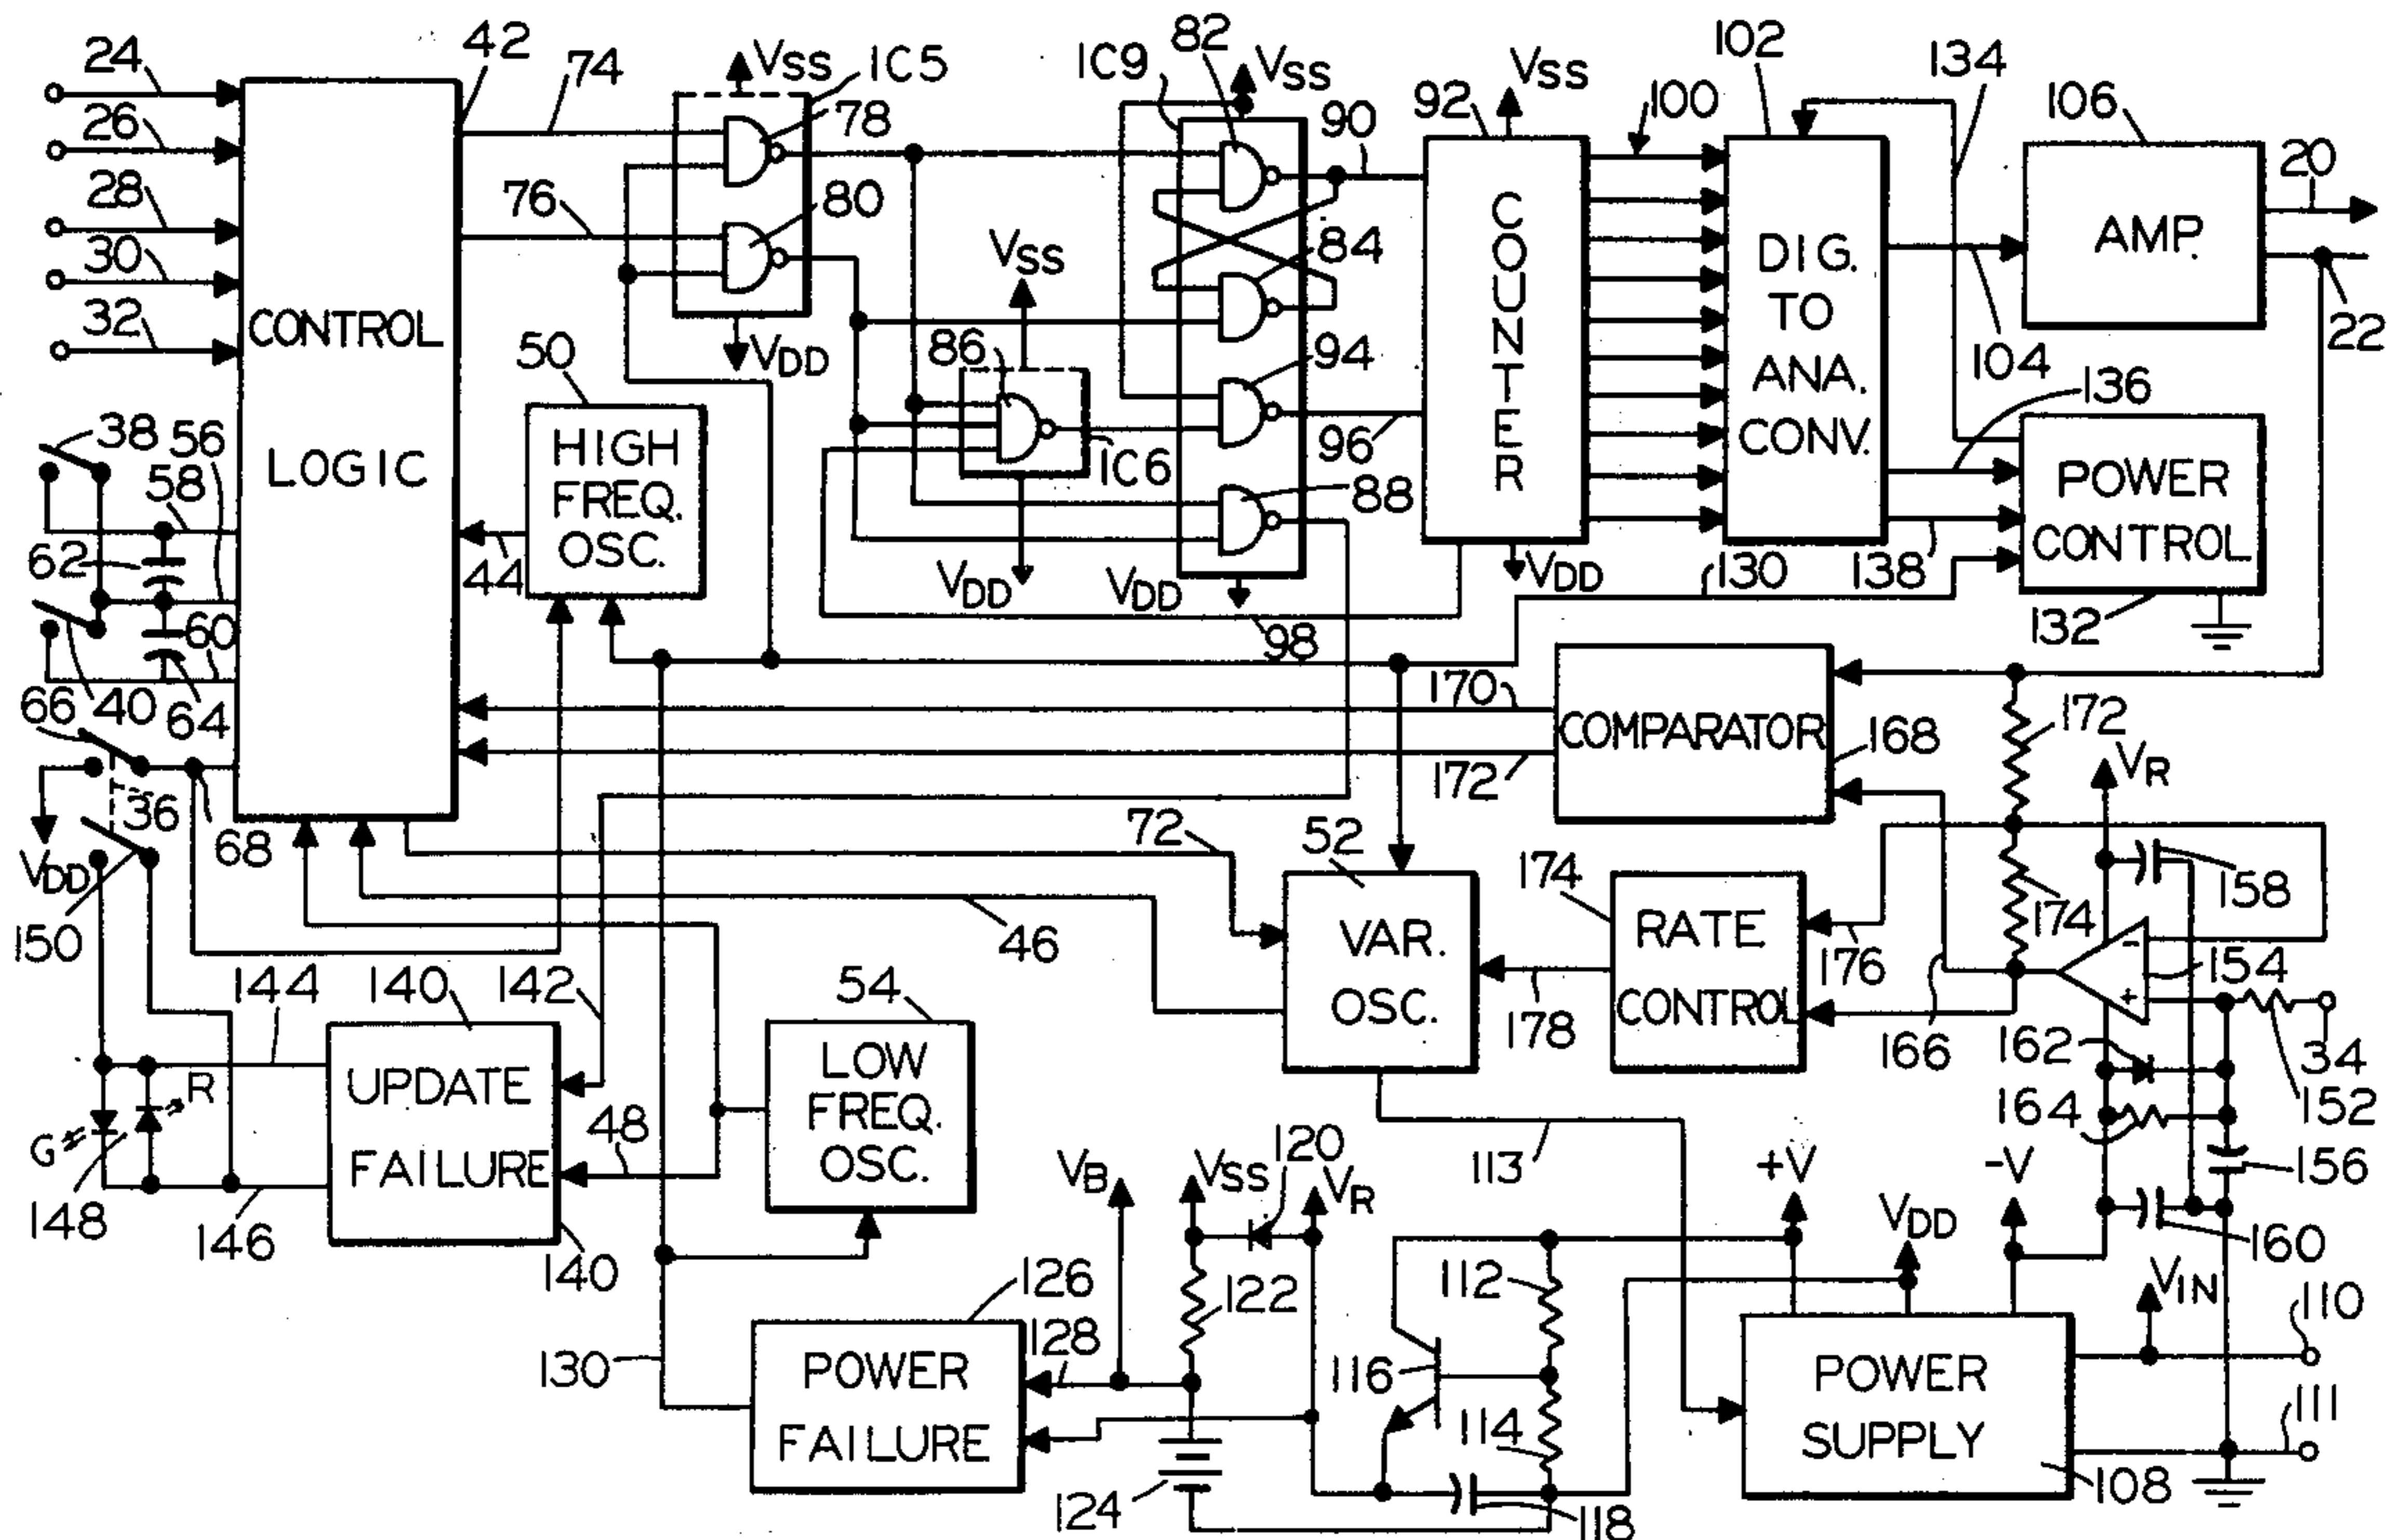 24
26
28
30
32
42
74
76
CONTROL
LOGIC
VSS
IC5
78
80
VDD
50
HIGH
FREQ.
OSC.
44
VSS
86
IC6
VDD
IC9
82
VSS
84
94
88
VDD
90
96
98
92
VSS
COUNTER
VDD
100
102
DIG.
TO
ANA.
CONV.
134
104
106
AMP.
20
22
136
POWER
CONTROL
138
130
132
38
56
58
62
60
66
40
64
36
68
VDD
150
170
172
COMPARATOR
168
172
VR
158
174
154
- 
+
166
162
164
34
152
156
160
72
46
52
VAR.
OSC.
174
RATE
CONTROL
176
178
113
144
140
142
UPDATE
FAILURE
48
R
G
148
146
140
54
LOW
FREQ.
OSC.
130
126
POWER
FAILURE
128
VB
VSS
120
VR
122
124
112
116
114
118
+V
VDD
-V
VIN
110
111
POWER
SUPPLY
108